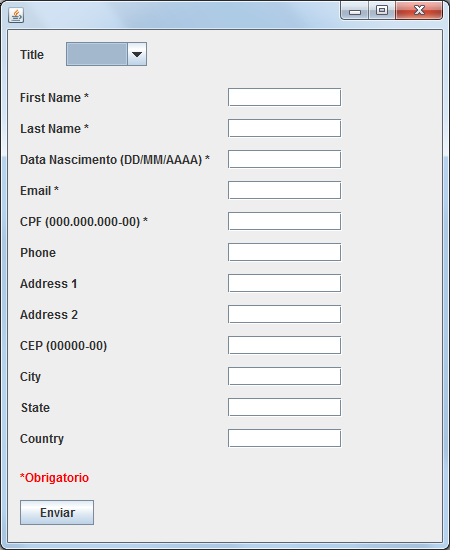 Title
First Name *
Last Name *
Data Nascimento (DD/MM/AAAA) *
Email *
CPF (000.000.000-00) *
Phone
Address 1
Address 2
CEP (00000-00)
City
State
Country
*Obrigatorio
Enviar